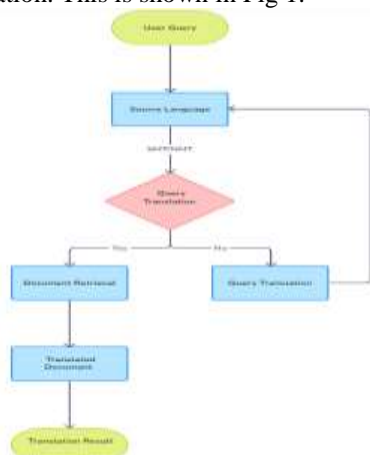 ation. This is shown in Fig 1.
User Query
Source Language
Query
Translation
Yes
No
Document Retrieval
Query Translation
Translated
Document
Translation Result